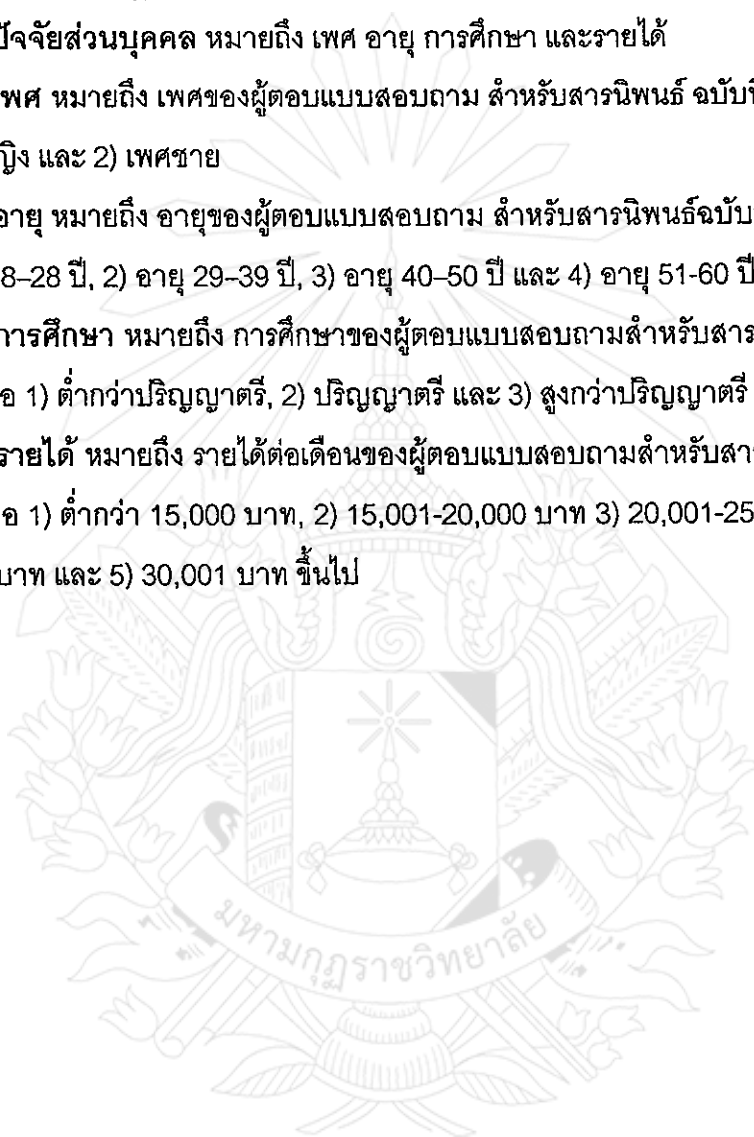 ปัจจัยส่วนบุคคล หมายถึง เพศ อายุ การศึกษา และรายได้
เพศ หมายถึง เพศของผู้ตอบแบบสอบถาม สำหรับสารนิพนธ์ ฉบับ
และ 2) เพศชาย
อายุ หมายถึง อายุของผู้ตอบแบบสอบถาม สำหรับสารนิพนธ์ฉบับ
8–28 ปี, 2) อายุ 29–39 ปี, 3) อายุ 40–50 ปี และ 4) อายุ 51-60 ปี
การศึกษา หมายถึง การศึกษาของผู้ตอบแบบสอบถามสำหรับสาร
อ 1) ต่ำกว่าปริญญาตรี, 2) ปริญญาตรี และ 3) สูงกว่าปริญญาตรี
รายได้ หมายถึง รายได้ต่อเดือนของผู้ตอบแบบสอบถามสำหรับสา
อ 1) ต่ำกว่า 15,000 บาท, 2) 15,001-20,000 บาท 3) 20,001-25
บาท และ 5) 30,001 บาท ขึ้นไป
มหามกุฏราชวิทยาลัย